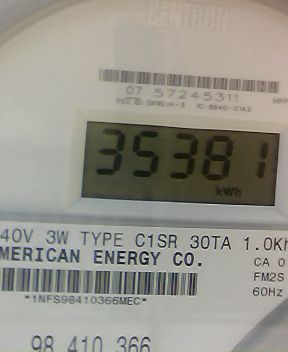 CENTRON®
07 57245311
35381
kWh
40V 3W TYPE C1SR 30TA 1.0Kh
MERICAN ENERGY CO.
CA 0
FM2S
60Hz
*1NFS98410366MEC*
98 410 366